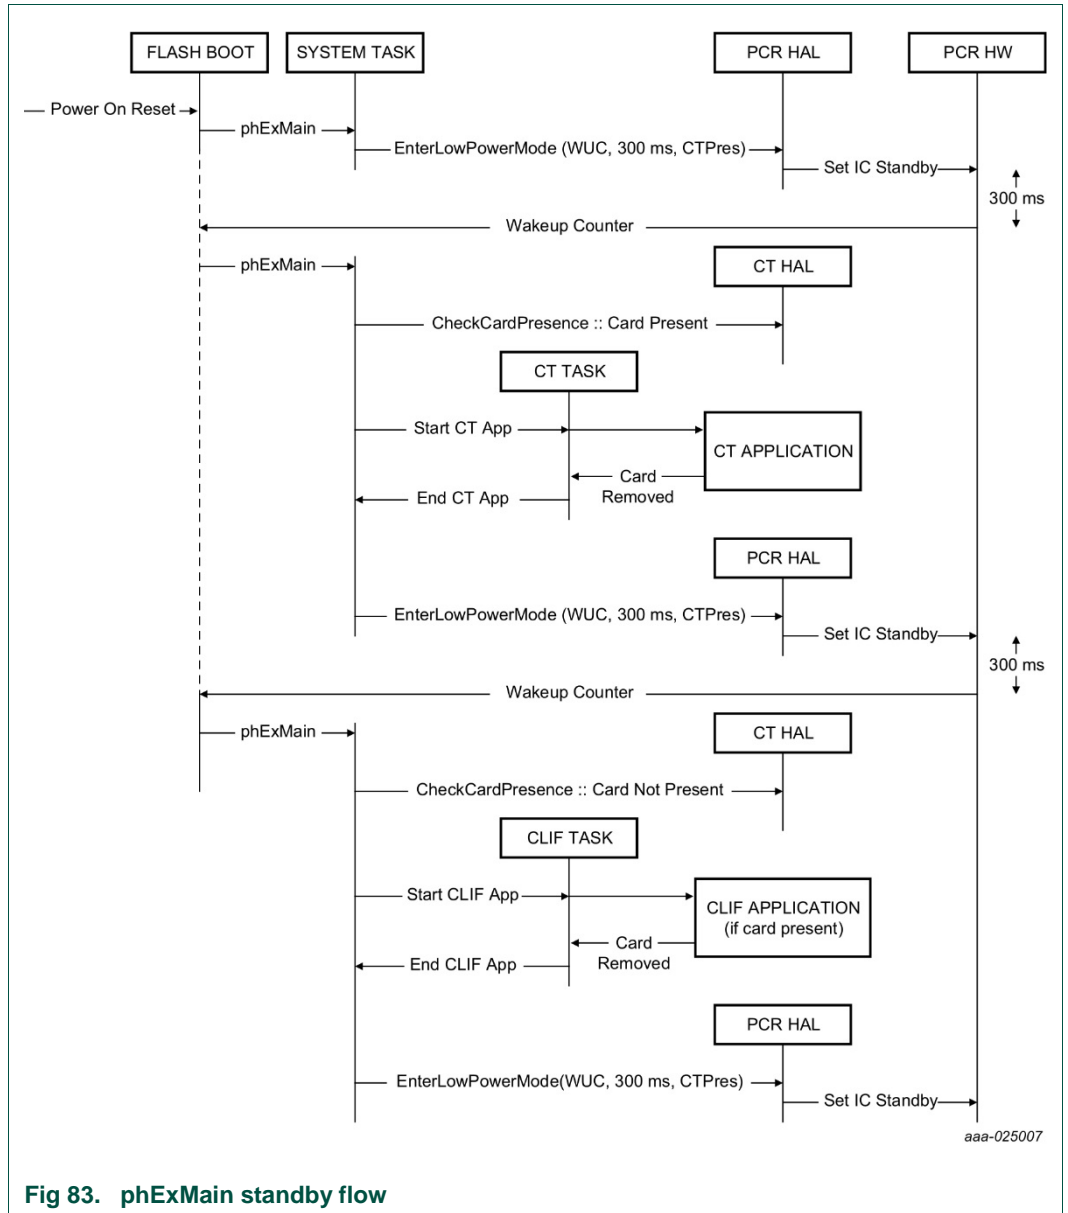 FLASH BOOT
SYSTEM TASK
PCR HAL
PCR HW
Power On Reset
phExMain
EnterLowPowerMode (WUC, 300 ms, CTPres)
Set IC Standby
300 ms
Wakeup Counter
phExMain
CT HAL
CheckCardPresence :: Card Present
CT TASK
Start CT App
CT APPLICATION
Card
Removed
End CT App
PCR HAL
EnterLowPowerMode (WUC, 300 ms, CTPres)
Set IC Standby
300 ms
Wakeup Counter
phExMain
CT HAL
CheckCardPresence :: Card Not Present
CLIF TASK
Start CLIF App
CLIF APPLICATION
(if card present)
Card
Removed
End CLIF App
PCR HAL
EnterLowPowerMode(WUC, 300 ms, CTPres)
Set IC Standby
aaa-025007
Fig 83. phExMain standby flow